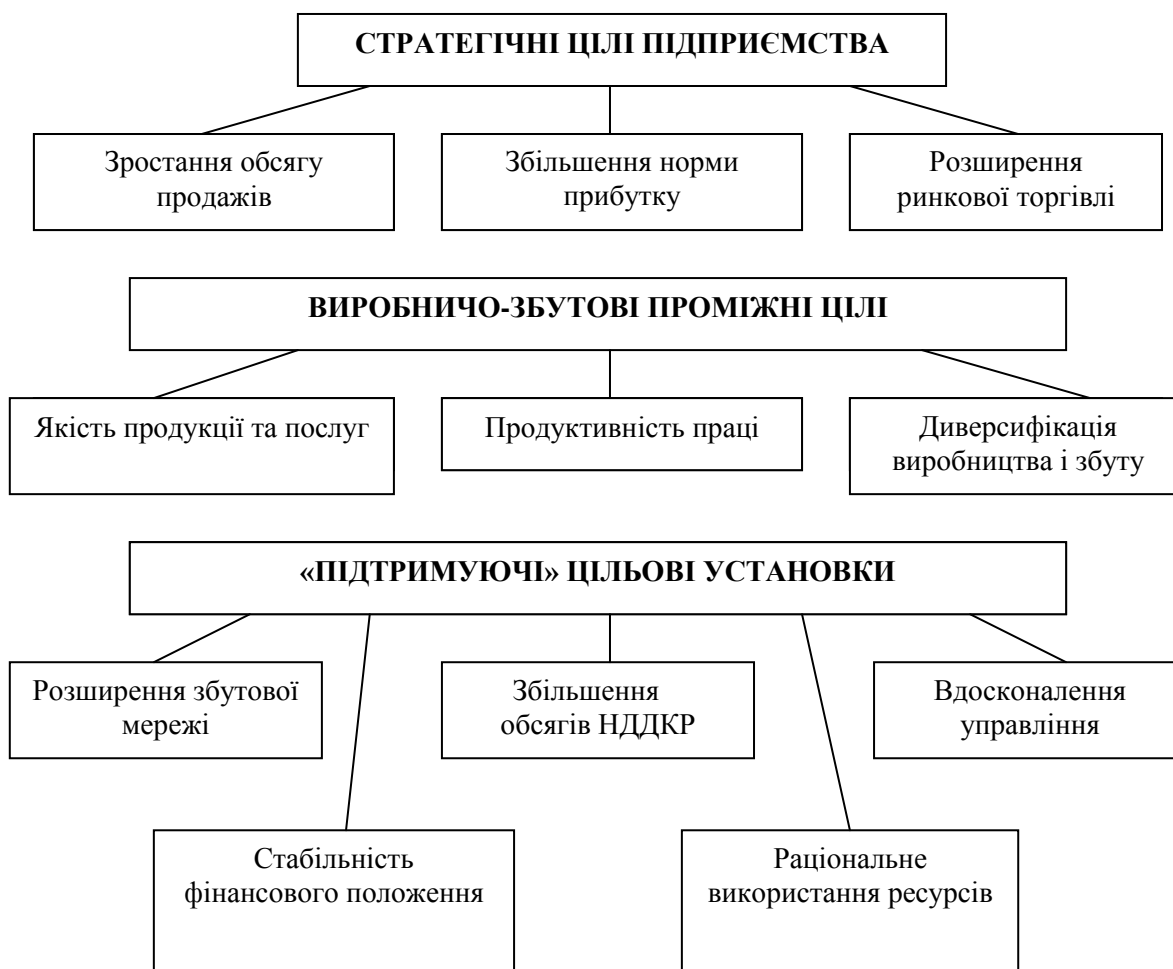 СТРАТЕГІЧНІ ЦІЛІ ПІДПРИЄМСТВА
Зростання обсягу
продажів
Збільшення норми
прибутку
Розширення
ринкової торгівлі
ВИРОБНИЧО-ЗБУТОВІ ПРОМІЖНІ ЦІЛІ
Якість продукції та послуг
Продуктивність праці
Диверсифікація
виробництва і збуту
«ПІДТРИМУЮЧІ» ЦІЛЬОВІ УСТАНОВКИ
Розширення збутової
мережі
Збільшення
обсягів НДДКР
Вдосконалення
управління
Стабільність
фінансового положення
Раціональне
використання ресурсів